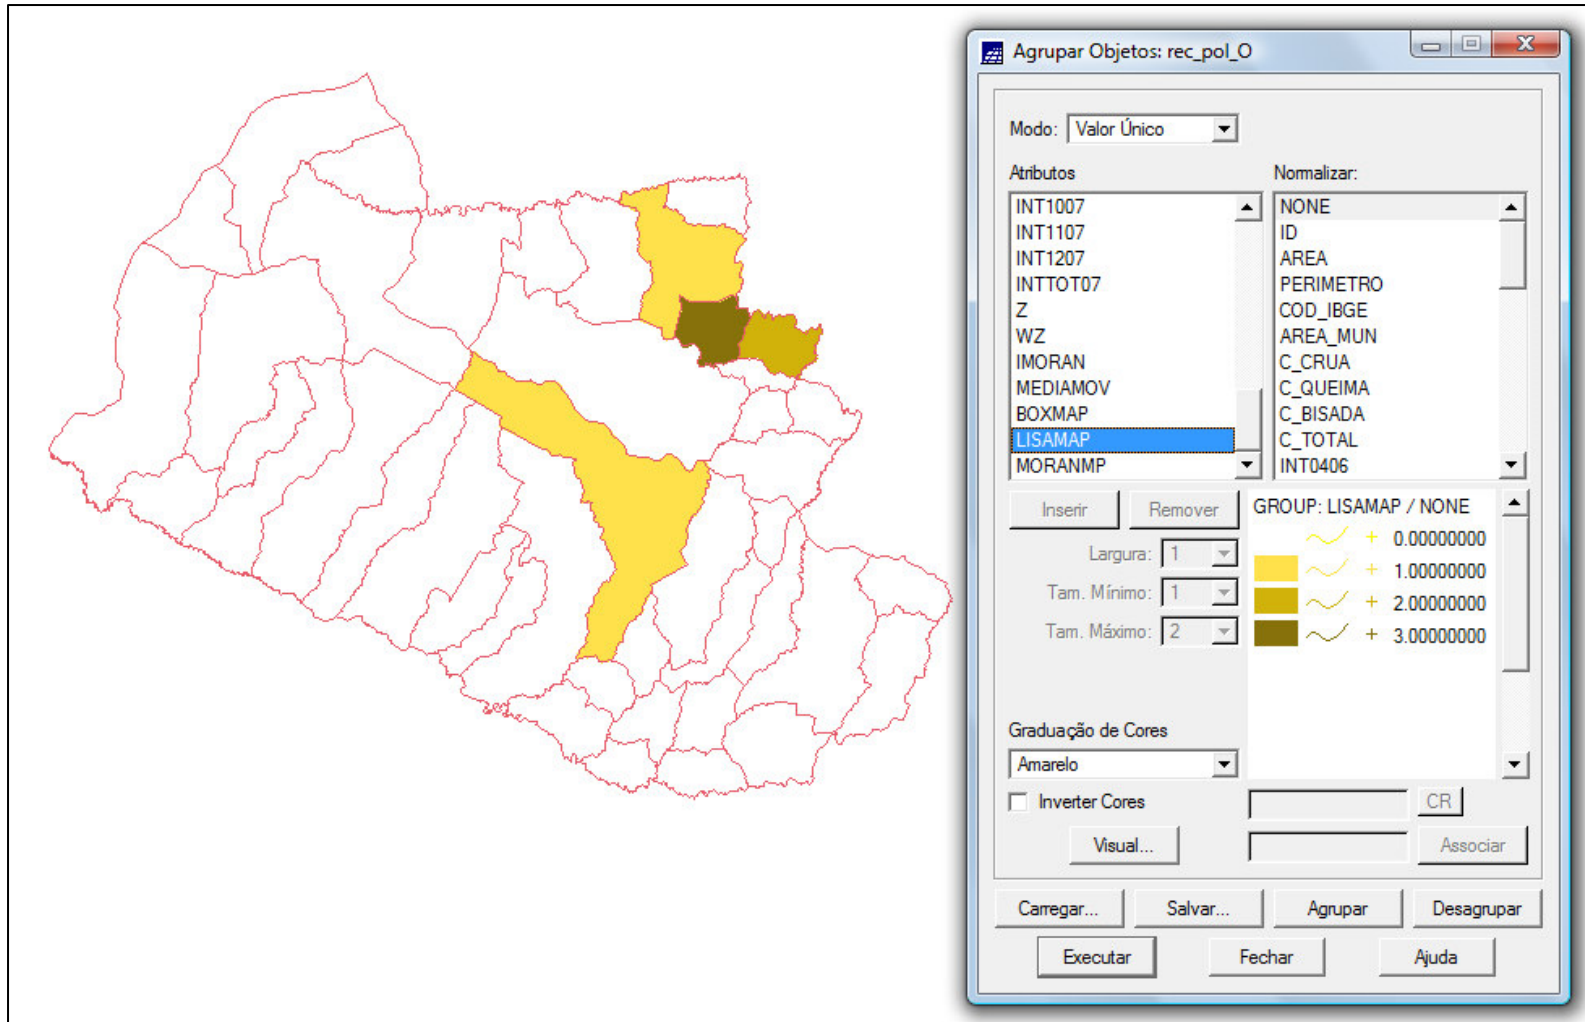 Agrupar Objetos: rec_pol_O
Modo: Valor Único
Atributos
Normalizar:
INT1007
INT1107
INT1207
INTTOT07
Z
WZ
IMORAN
MEDIAMOV
BOXMAP
LISAMAP
MORANMP
NONE
ID
AREA
PERIMETRO
COD_IBGE
AREA_MUN
C_CRUA
C_QUEIMA
C_BISADA
C_TOTAL
INT0406
Inserir
Remover
Largura: 1
Tam. Mínimo: 1
Tam. Máximo: 2
GROUP: LISAMAP / NONE
0.00000000
1.00000000
2.00000000
3.00000000
Graduação de Cores
Amarelo
Inverter Cores
CR
Visual...
Associar
Carregar...
Salvar...
Agrupar
Desagrupar
Executar
Fechar
Ajuda